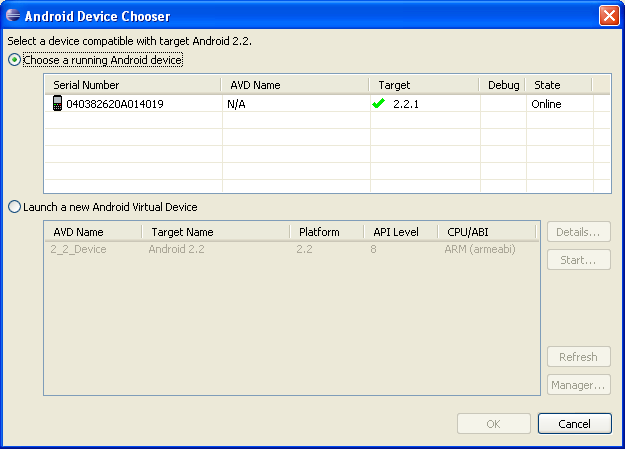 Android Device Chooser
Select a device compatible with target Android 2.2.
Choose a running Android device
Serial Number AVD Name Target Debug State
040382620A014019 N/A 2.2.1 Online
Launch a new Android Virtual Device
AVD Name Target Name Platform API Level CPU/ABI
2_2_Device Android 2.2 2.2 8 ARM (armeabi)
Details...
Start...
Refresh
Manager...
OK Cancel